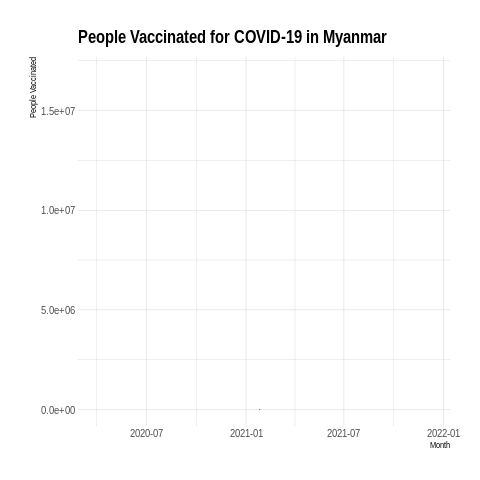 People Vaccinated for COVID-19 in Myanmar
People Vaccinated
1.5e+07
1.0e+07
5.0e+06
0.0e+00
2020-07 2021-01 2021-07 2022-01
Month